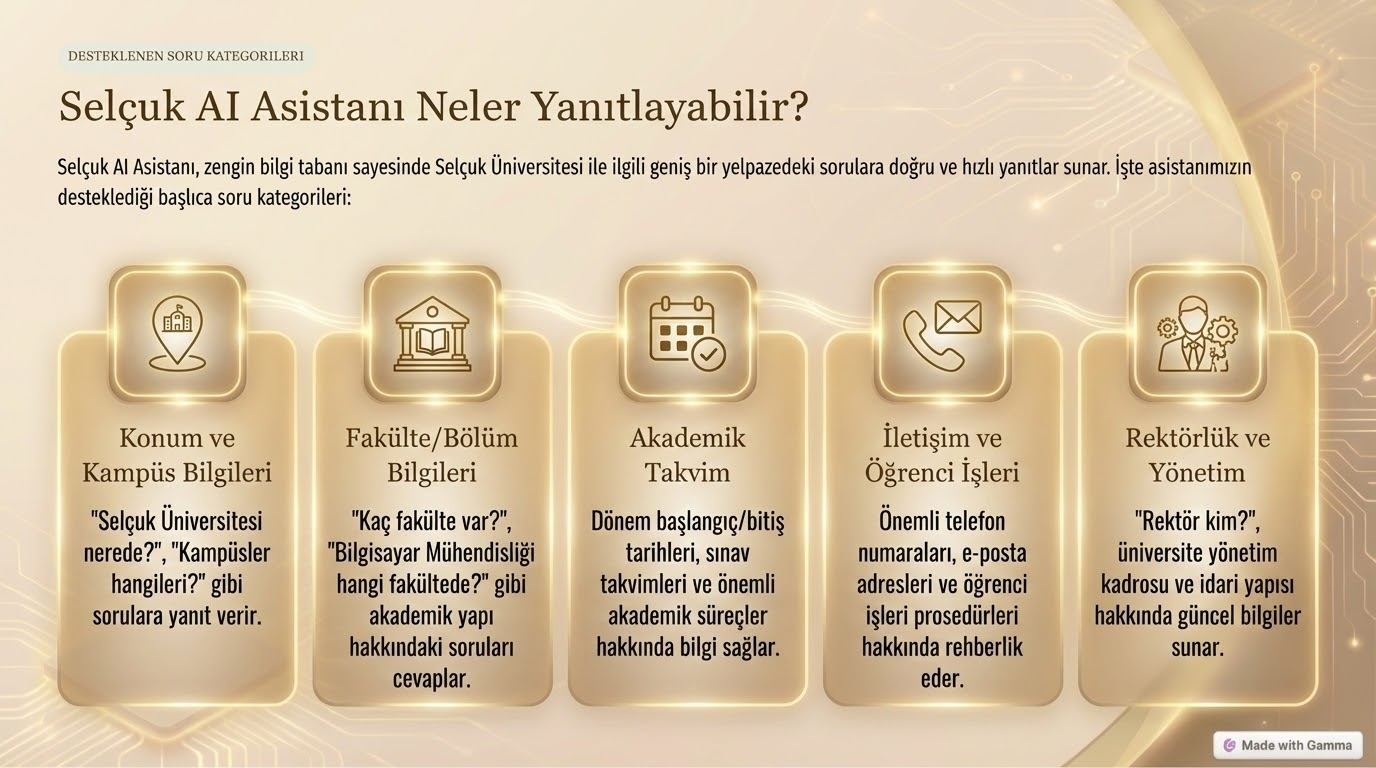 DESTEKLENEN SORU KATEGORILERI
Selçuk AI Asistanı Neler Yanıtlayabilir?
Selçuk AI Asistanı, zengin bilgi tabanı sayesinde Selçuk Üniversitesi ile ilgili geniş bir yelpazedeki sorulara doğru ve hızlı yanıtlar sunar. İşte asistanımızın
desteklediği başlıca soru kategorileri:
Konum ve
Kampüs Bilgileri
"Selçuk Üniversitesi
nerede?", "Kampüsler
hangileri?" gibi
sorulara yanıt verir.
Fakülte/Bölüm
Bilgileri
"Kaç fakülte var?",
"Bilgisayar Mühendisliği
hangi fakültede?" gibi
akademik yapı
hakkındaki soruları
cevaplar.
Akademik
Takvim
Dönem başlangıç/bitiş
tarihleri, sınav
takvimleri ve önemli
akademik süreçler
hakkında bilgi sağlar.
İletişim ve
Öğrenci İşleri
Önemli telefon
numaraları, e-posta
adresleri ve öğrenci
işleri prosedürleri
hakkında rehberlik
eder.
Rektörlük ve
Yönetim
"Rektör kim?",
üniversite yönetim
kadrosu ve idari yapısı
hakkında güncel bilgiler
sunar.
Made with Gamma